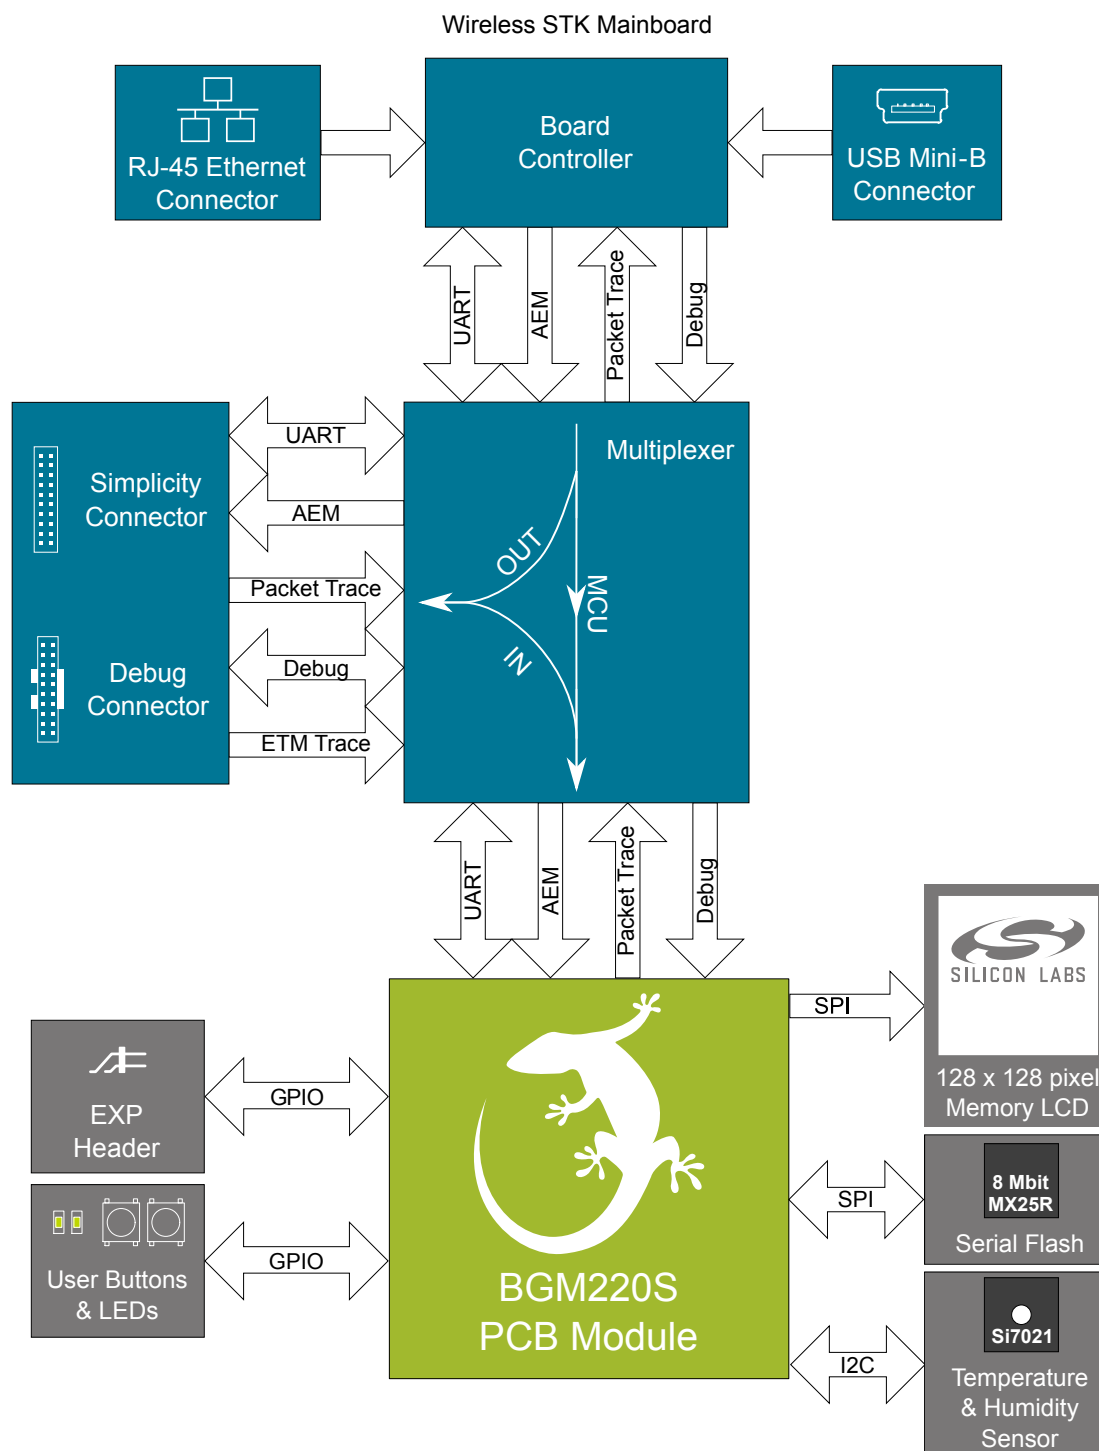 Wireless STK Mainboard
RJ-45 Ethernet
Connector
Board
Controller
USB Mini-B
Connector
UART
AEM
Packet Trace
Debug
Simplicity
Connector
Debug
Connector
UART
AEM
Packet Trace
Debug
ETM Trace
Multiplexer
OUT
IN
MCU
UART
AEM
Packet Trace
Debug
EXP
Header
GPIO
User Buttons
& LEDs
GPIO
BGM220S
PCB Module
SPI
SILICON LABS
128 x 128 pixel
Memory LCD
SPI
8 Mbit
MX25R
Serial Flash
I2C
Si7021
Temperature
& Humidity
Sensor